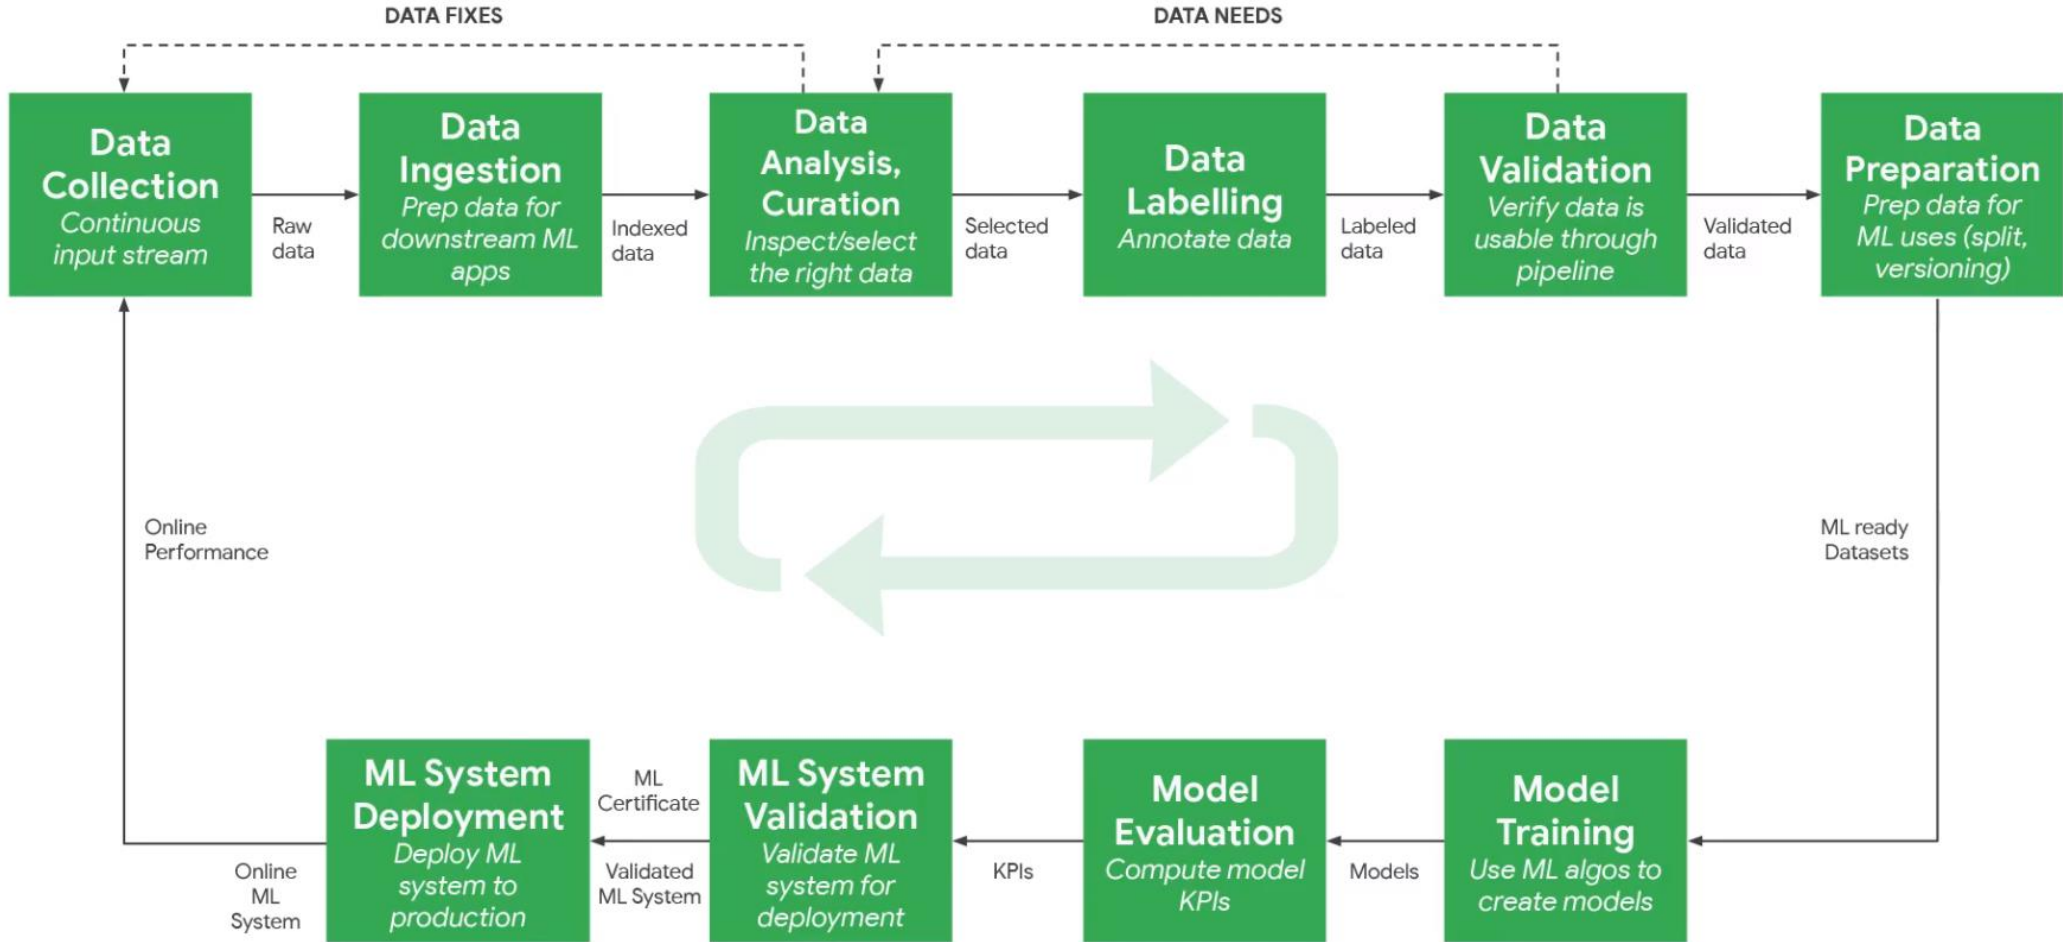 DATA FIXES
DATA NEEDS
Data
Collection
Continuous
input stream
Raw
data
Data
Ingestion
Prep data for
downstream ML
apps
Indexed
data
Data
Analysis,
Curation
Inspect/select
the right data
Selected
data
Data
Labelling
Annotate data
Labeled
data
Data
Validation
Verify data is
usable through
pipeline
Validated
data
Data
Preparation
Prep data for
ML uses (split,
versioning)
ML ready
Datasets
Model
Training
Use ML algos to
create models
Models
Model
Evaluation
Compute model
KPIs
KPIs
ML System
Validation
Validate ML
system for
deployment
ML
Certificate
Validated
ML System
ML System
Deployment
Deploy ML
system to
production
Online
ML
System
Online
Performance